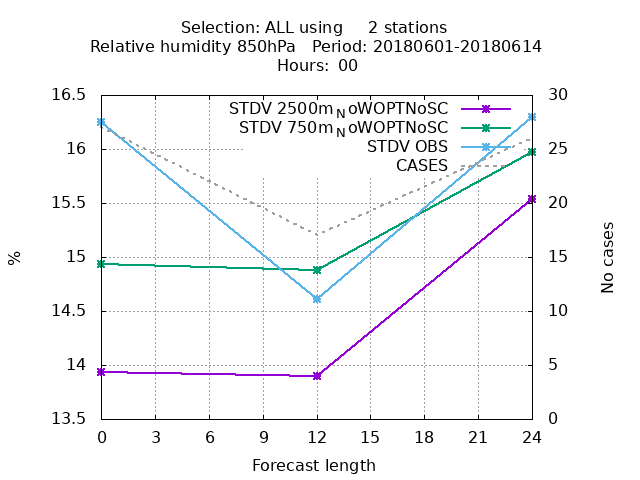 Selection: ALL using 2 stations
Relative humidity 850hPa Period: 20180601-20180614
Hours: 00
STDV 2500mNoWOPTNoSC
STDV 750mNoWOPTNoSC
STDV OBS
CASES
16.5
16
15.5
15
14.5
14
13.5
%
30
25
20
15
10
5
0
No cases
0 3 6 9 12 15 18 21 24
Forecast length